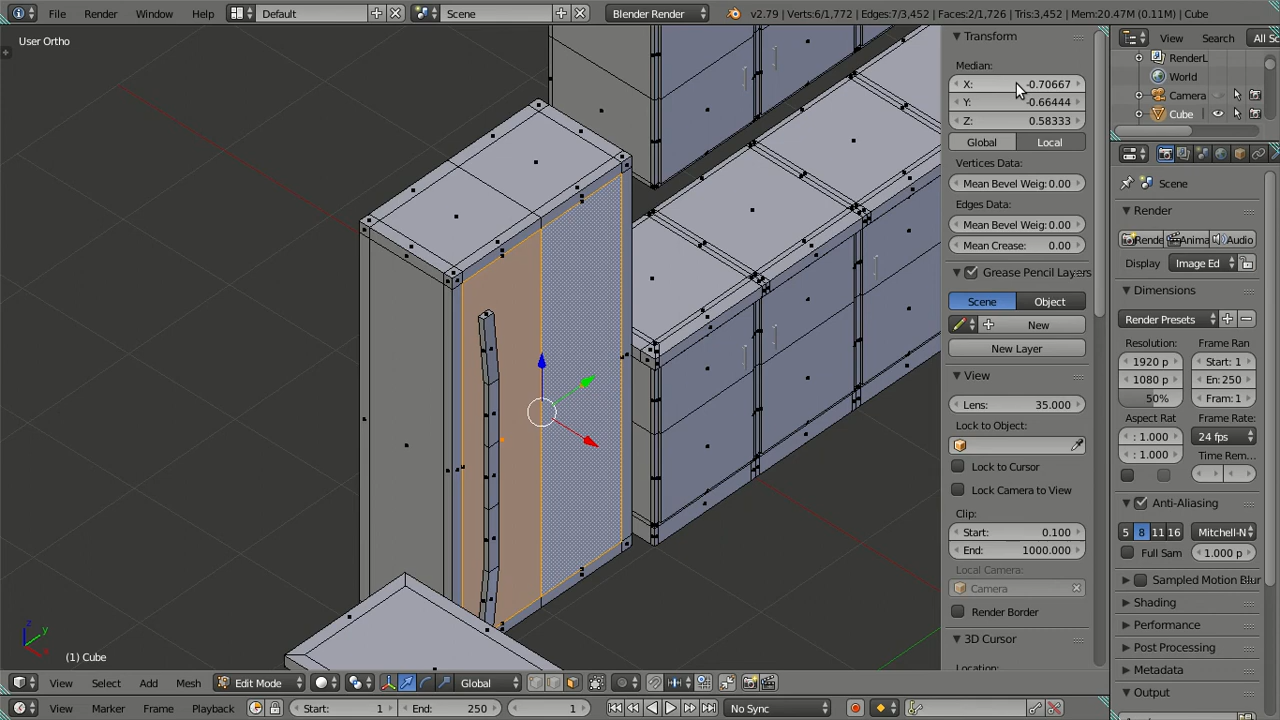 File Render Window Help Default Scene Blender Render v2.79 | Verts:6/1,772 | Edges:7/3,452 | Faces:2/1,726 | Tris:3,452 | Mem:20.47M (0.11M) | Cube
User Ortho
Transform
Median:
X: -0.70667
Y: -0.66444
Z: 0.58333
Global Local
Vertices Data:
Mean Bevel Weig: 0.00
Edges Data:
Mean Bevel Weig: 0.00
Mean Crease: 0.00
Grease Pencil Layers
Scene Object
New
New Layer
View
Lens: 35.000
Lock to Object:
Lock to Cursor
Lock Camera to View
Clip:
Start: 0.100
End: 1000.000
Local Camera:
Camera
Render Border
3D Cursor
Location:
View Search All Sc
RenderL
World
Camera
Cube
Scene
Render
Rende Anima Audio
Display Image Ed
Dimensions
Render Presets
Resolution: Frame Ran
1920 p Start: 1
1080 p En: 250
50% Fram: 1
Aspect Rat Frame Rate:
: 1.000 24 fps
: 1.000 Time Rem...
Anti-Aliasing
5 8 11 16 Mitchell-N
Full Sam 1.000 p
Sampled Motion Blur
Shading
Performance
Post Processing
Metadata
Output
z y x
(1) Cube
View Select Add Mesh Edit Mode Global
View Marker Frame Playback Start: 1 End: 250 1 No Sync